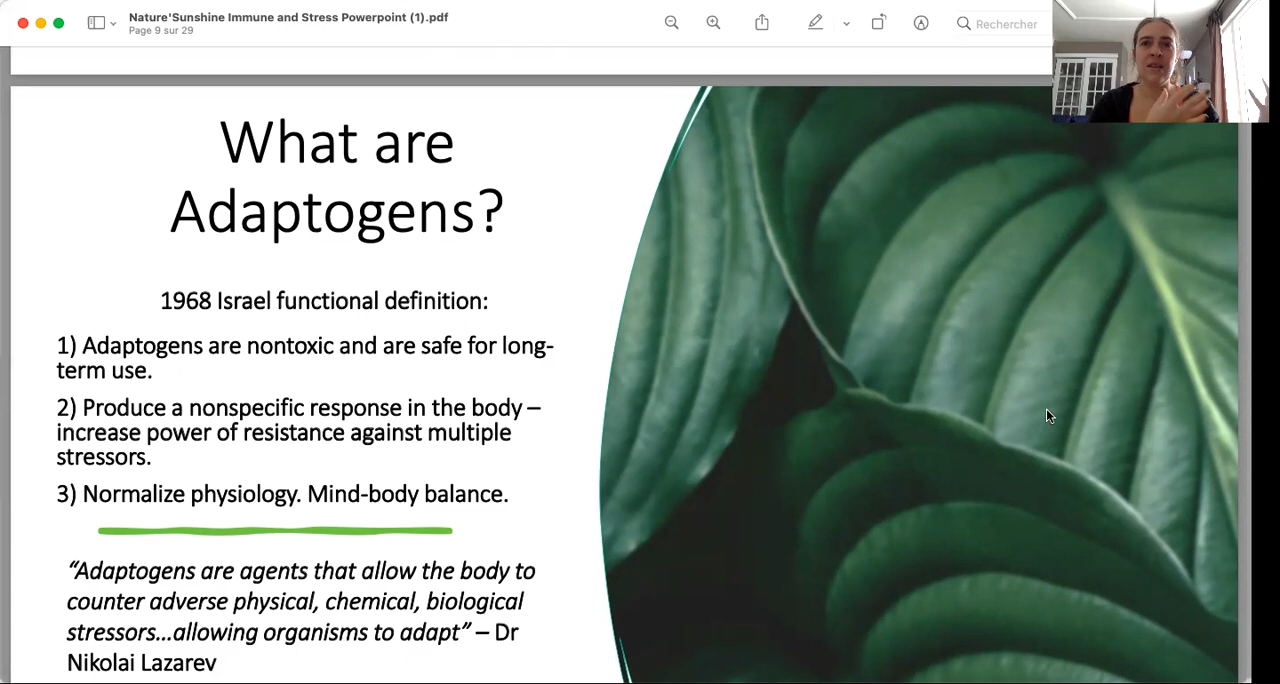 Nature'Sunshine Immune and Stress Powerpoint (1).pdf
Page 9 sur 29
Rechercher
What are
Adaptogens?
1968 Israel functional definition:
1) Adaptogens are nontoxic and are safe for long-
term use.
2) Produce a nonspecific response in the body –
increase power of resistance against multiple
stressors.
3) Normalize physiology. Mind-body balance.
“Adaptogens are agents that allow the body to
counter adverse physical, chemical, biological
stressors...allowing organisms to adapt” – Dr
Nikolai Lazarev